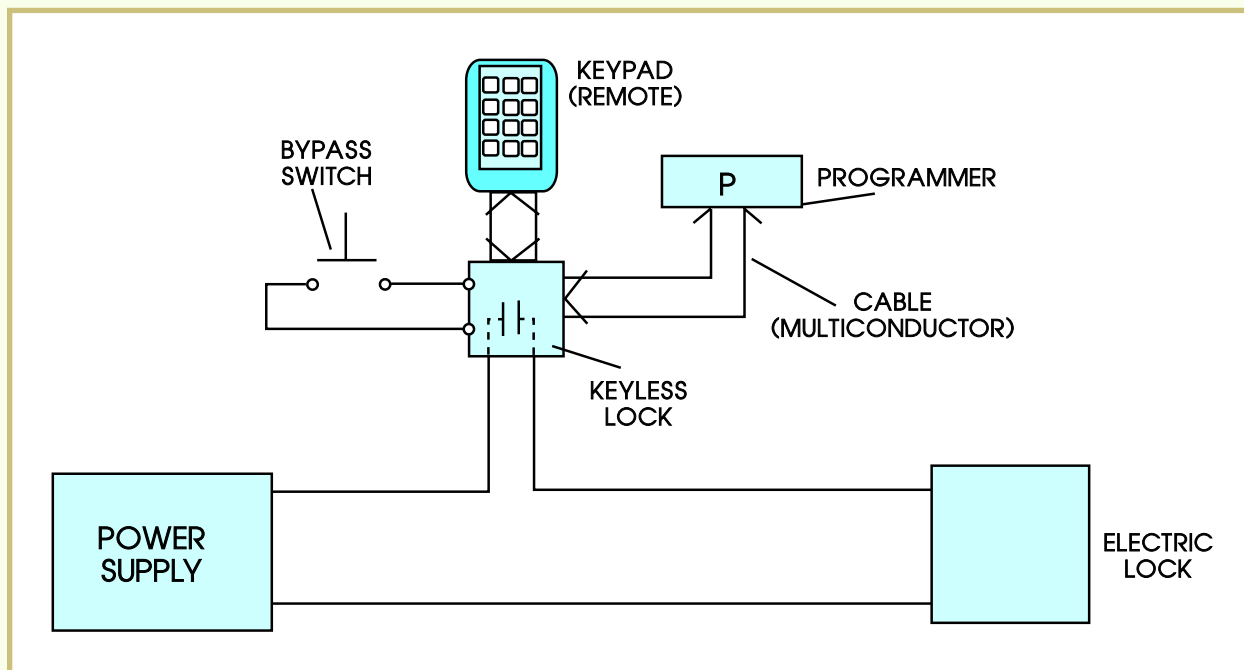 KEYPAD
(REMOTE)
BYPASS
SWITCH
P
PROGRAMMER
CABLE
(MULTICONDUCTOR)
KEYLESS
LOCK
POWER
SUPPLY
ELECTRIC
LOCK